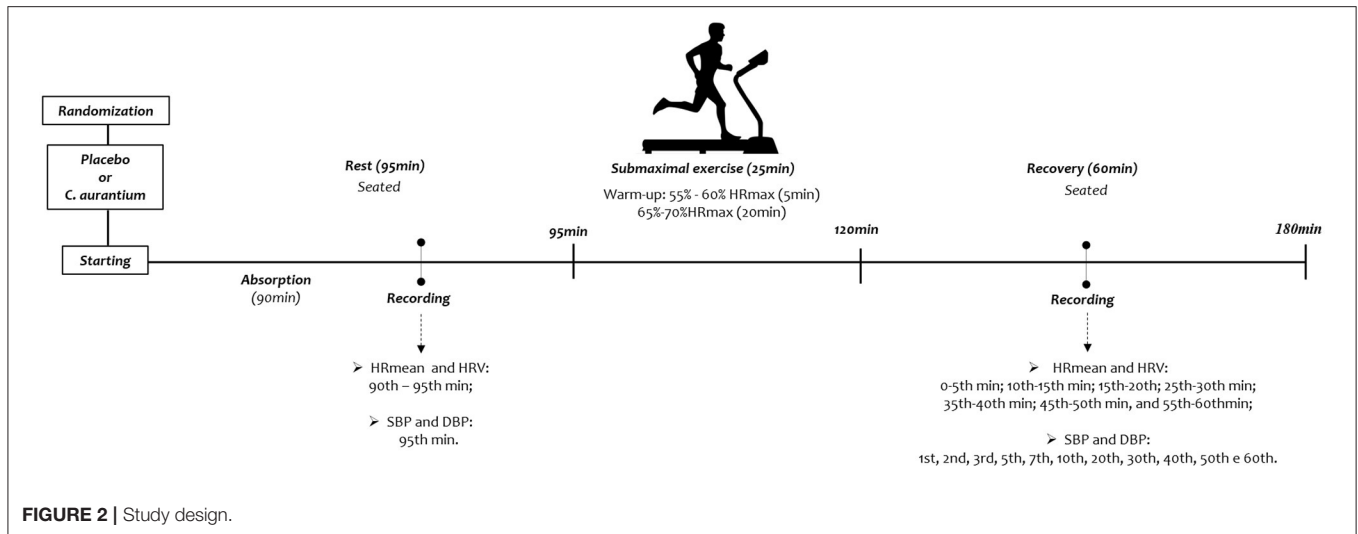 Randomization
Placebo
or
C. aurantium
Starting
Rest (95min)
Seated
Absorption
(90min)
Recording
➢ HRmean and HRV:
90th – 95th min;
➢ SBP and DBP:
95th min.
95min
Submaximal exercise (25min)
Warm-up: 55% - 60% HRmax (5min)
65%-70%HRmax (20min)
120min
Recovery (60min)
Seated
180min
Recording
➢ HRmean and HRV:
0-5th min; 10th-15th min; 15th-20th; 25th-30th min;
35th-40th min; 45th-50th min, and 55th-60thmin;
➢ SBP and DBP:
1st, 2nd, 3rd, 5th, 7th, 10th, 20th, 30th, 40th, 50th e 60th.
FIGURE 2 | Study design.